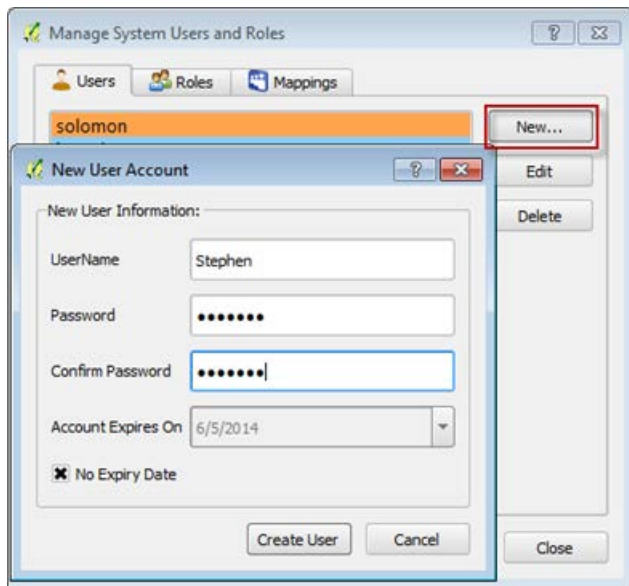 Manage System Users and Roles
Users Roles Mappings
solomon
New...
New User Account
Edit
New User Information:
Delete
UserName Stephen
Password
Confirm Password
Account Expires On 6/5/2014
No Expiry Date
Create User Cancel
Close